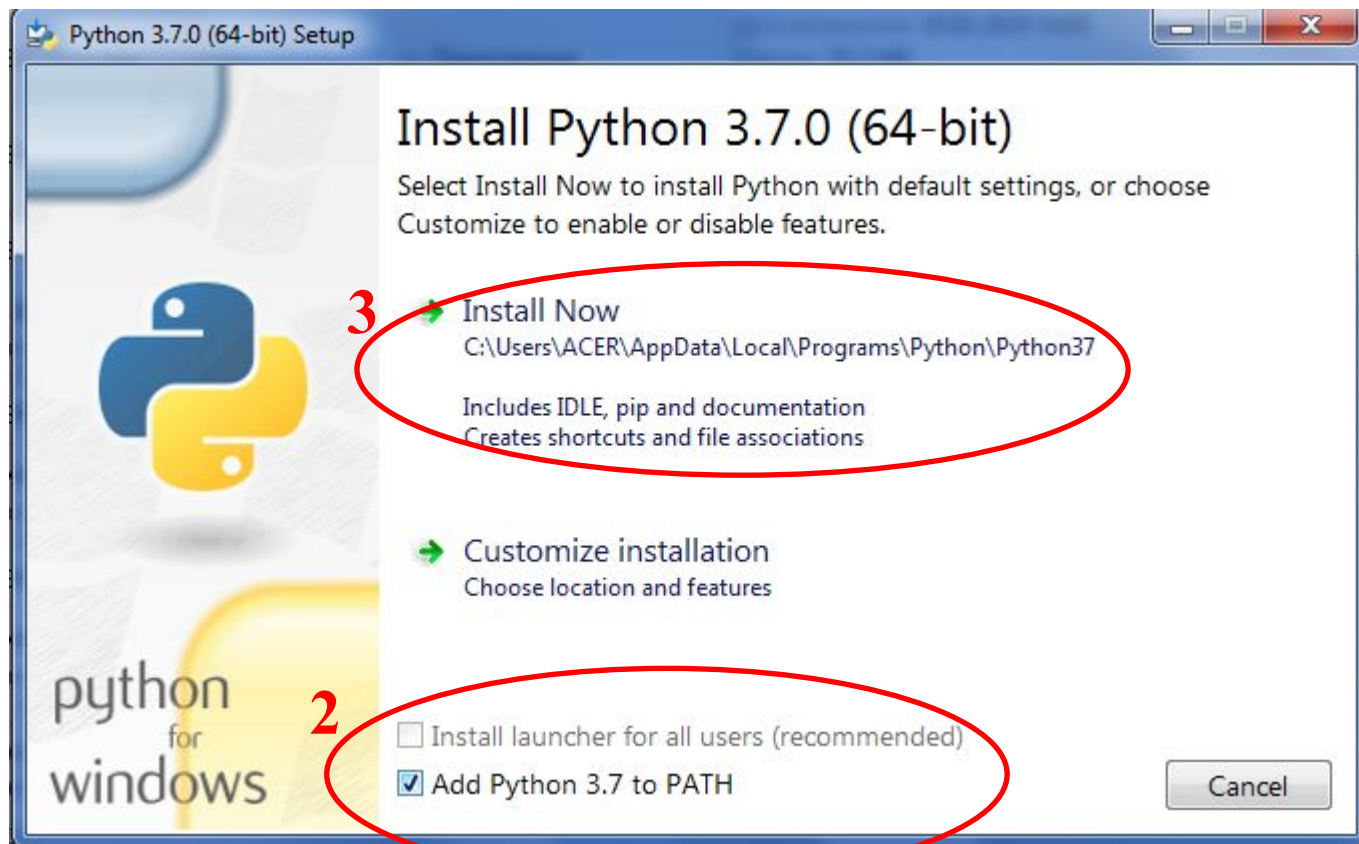 Python 3.7.0 (64-bit) Setup
Install Python 3.7.0 (64-bit)
Select Install Now to install Python with default settings, or choose
Customize to enable or disable features.
3
Install Now
C:\Users\ACER\AppData\Local\Programs\Python\Python37
Includes IDLE, pip and documentation
Creates shortcuts and file associations
Customize installation
Choose location and features
python
for
windows
2
Install launcher for all users (recommended)
Add Python 3.7 to PATH
Cancel